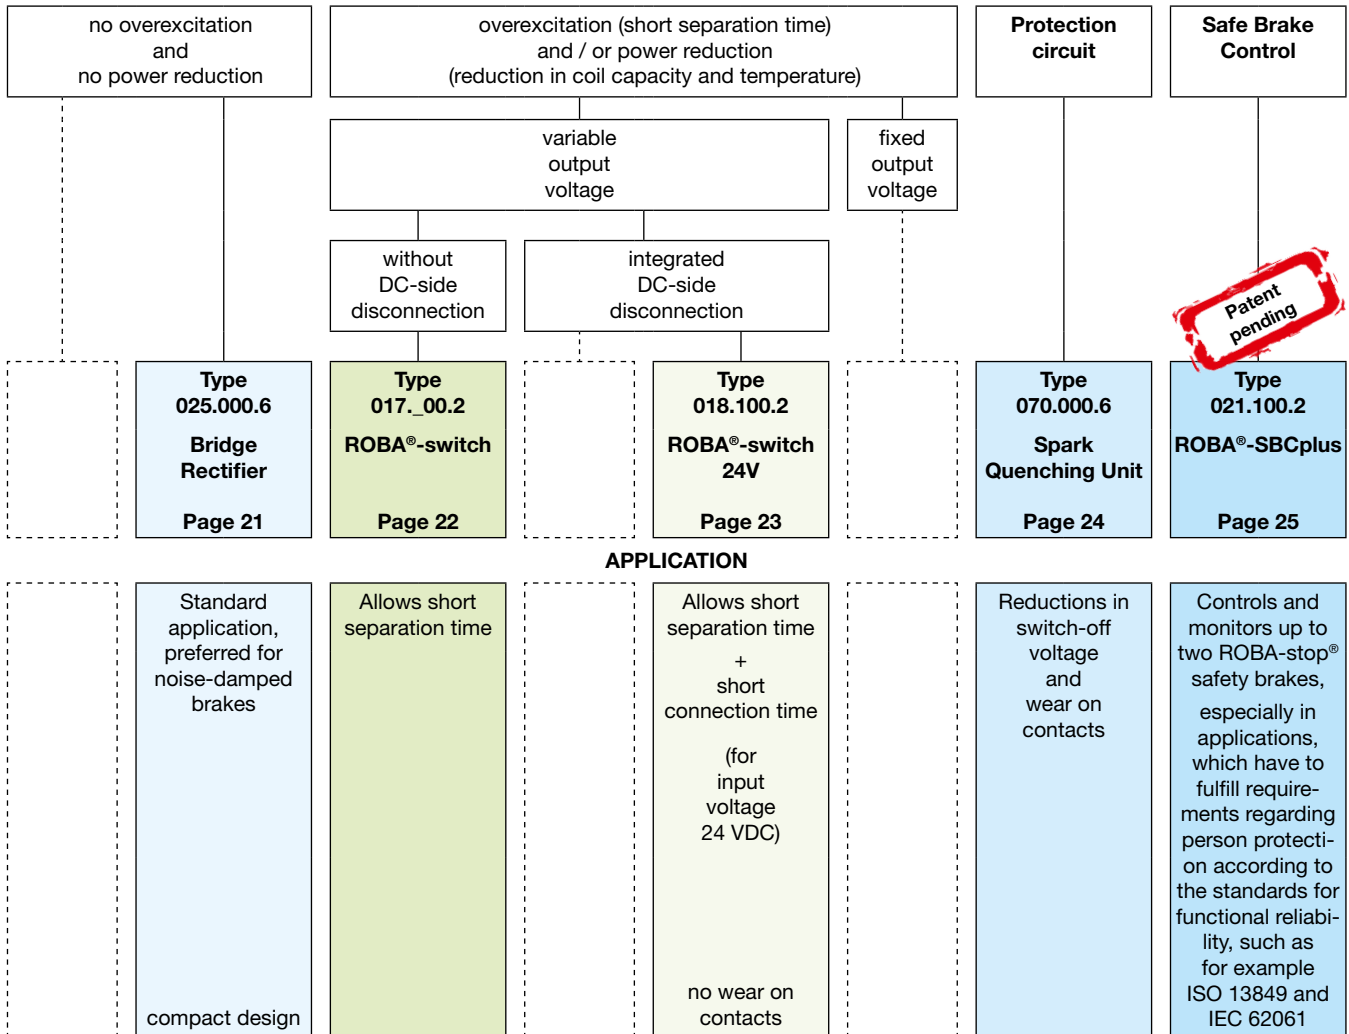 no overexcitation
and
no power reduction
overexcitation (short separation time)
and / or power reduction
(reduction in coil capacity and temperature)
Protection
circuit
Safe Brake
Control
variable
output
voltage
fixed
output
voltage
without
DC-side
disconnection
integrated
DC-side
disconnection
Patent
pending
Type
025.000.6
Bridge
Rectifier
Page 21
Type
017._00.2
ROBA®-switch
Page 22
Type
018.100.2
ROBA®-switch
24V
Page 23
Type
070.000.6
Spark
Quenching Unit
Page 24
Type
021.100.2
ROBA®-SBCplus
Page 25
APPLICATION
Standard
application,
preferred for
noise-damped
brakes
compact design
Allows short
separation time
Allows short
separation time
+
short
connection time
(for
input
voltage
24 VDC)
no wear on
contacts
Reductions in
switch-off
voltage
and
wear on
contacts
Controls and
monitors up to
two ROBA-stop®
safety brakes,
especially in
applications,
which have to
fulfill require-
ments regarding
person protecti-
on according to
the standards for
functional reliabi-
lity, such as
for example
ISO 13849 and
IEC 62061